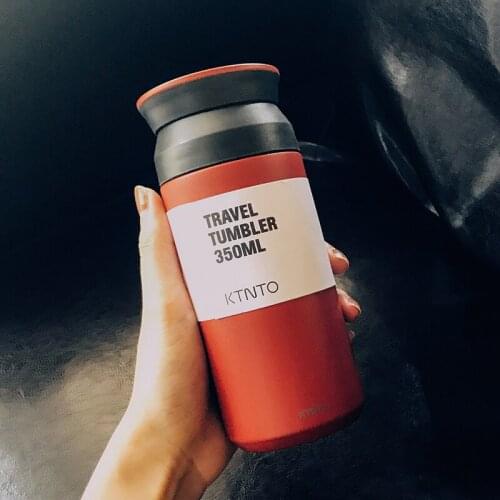 TRAVEL
TUMBLER
350ML
KTNTO